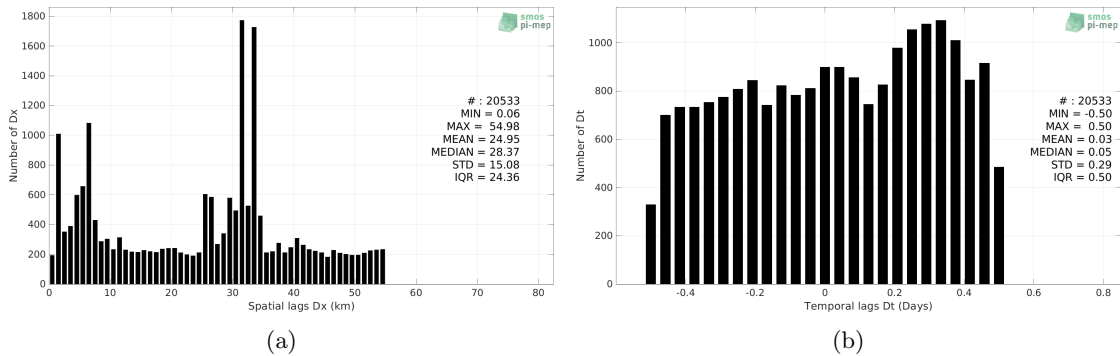 1800
1600
1400
1200
1000
800
600
400
200
0
Number of Dx
smos
pi-mep
# : 20533
MIN = 0.06
MAX = 54.98
MEAN = 24.95
MEDIAN = 28.37
STD = 15.08
IQR = 24.36
0 10 20 30 40 50 60 70 80
Spatial lags Dx (km)
(a)
1000
800
600
400
200
0
Number of Dt
smos
pi-mep
# : 20533
MIN = -0.50
MAX = 0.50
MEAN = 0.03
MEDIAN = 0.05
STD = 0.29
IQR = 0.50
-0.4 -0.2 0 0.2 0.4 0.6 0.8
Temporal lags Dt (Days)
(b)